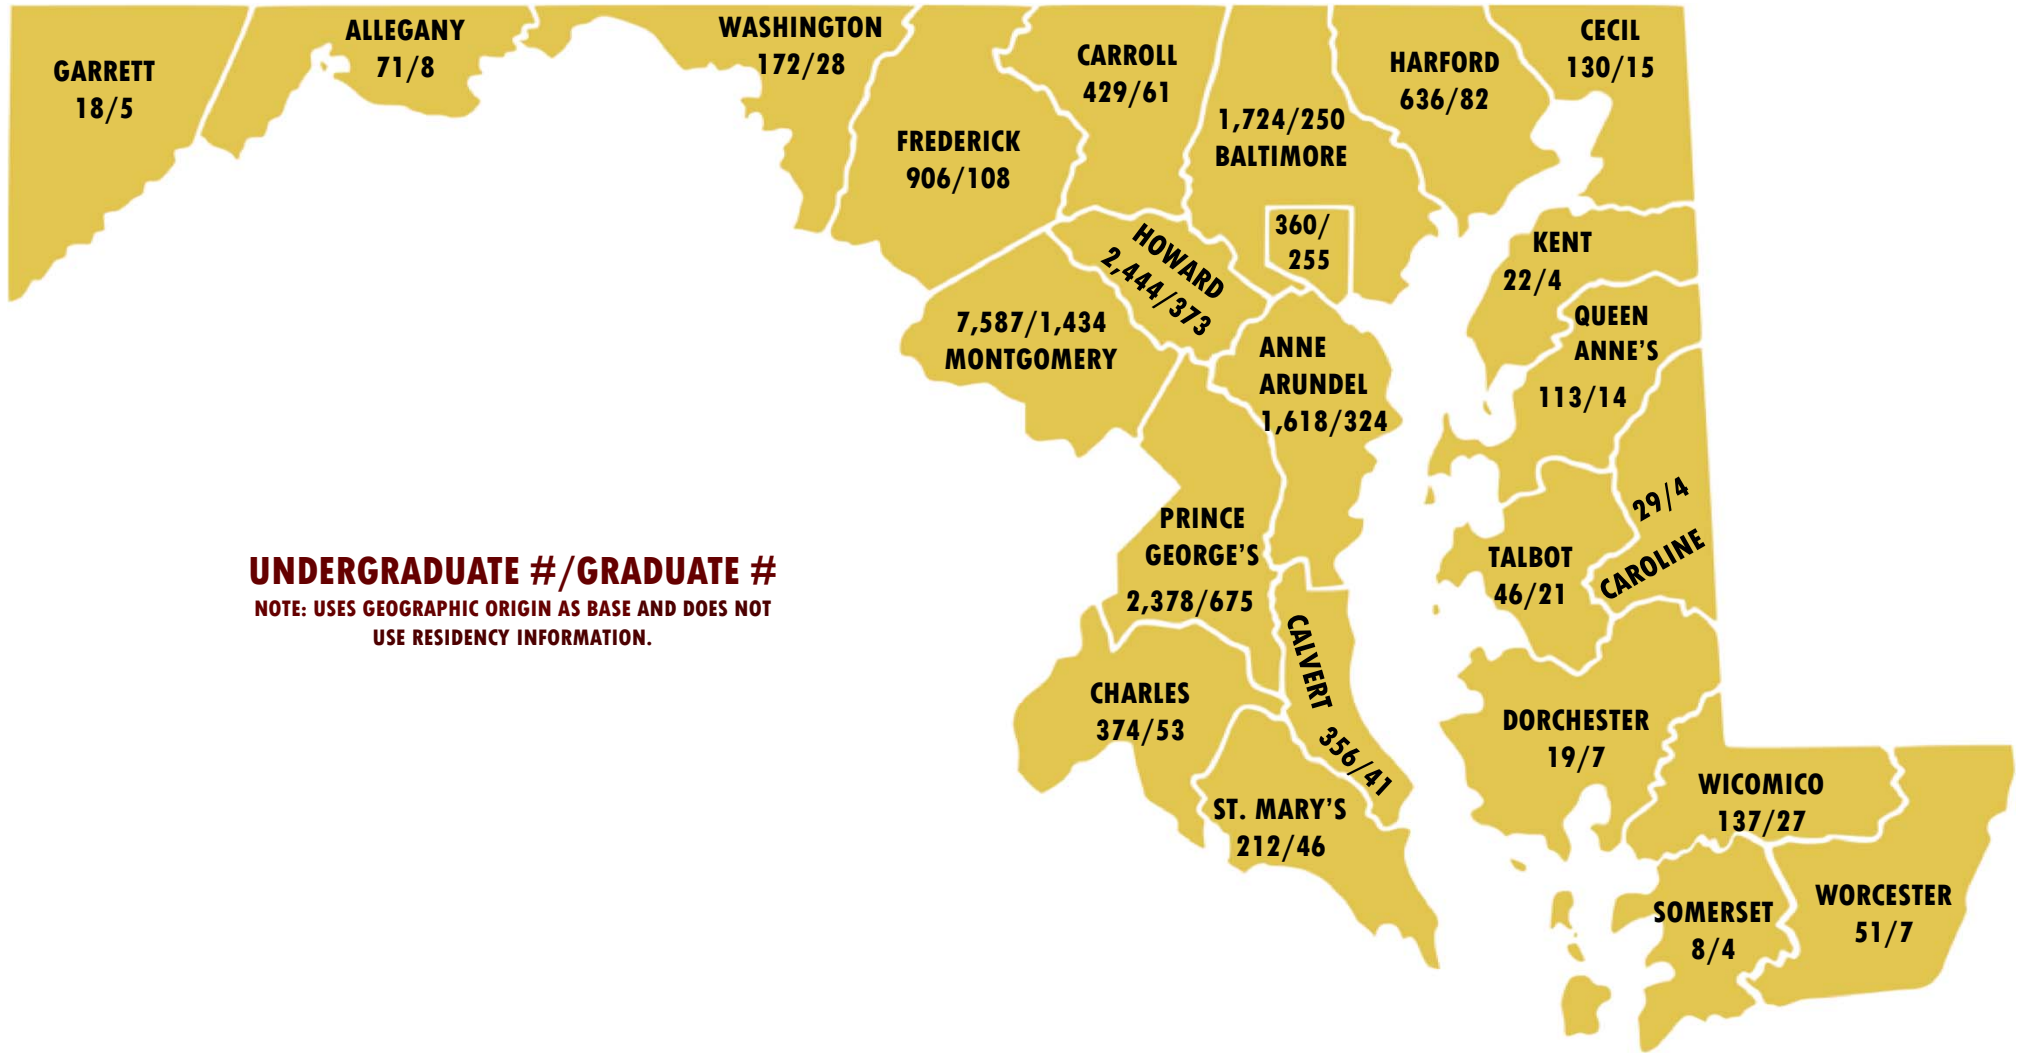 GARRETT
18/5
ALLEGANY
71/8
WASHINGTON
172/28
FREDERICK
906/108
CARROLL
429/61
1,724/250
BALTIMORE
360/
255
HARFORD
636/82
CECIL
130/15
HOWARD
2,444/373
7,587/1,434
MONTGOMERY
ANNE
ARUNDEL
1,618/324
KENT
22/4
QUEEN
ANNE'S
113/14
29/4
CAROLINE
TALBOT
46/21
PRINCE
GEORGE'S
2,378/675
UNDERGRADUATE #/GRADUATE #
NOTE: USES GEOGRAPHIC ORIGIN AS BASE AND DOES NOT
USE RESIDENCY INFORMATION.
CALVERT 356/41
CHARLES
374/53
ST. MARY'S
212/46
DORCHESTER
19/7
WICOMICO
137/27
SOMERSET
8/4
WORCESTER
51/7